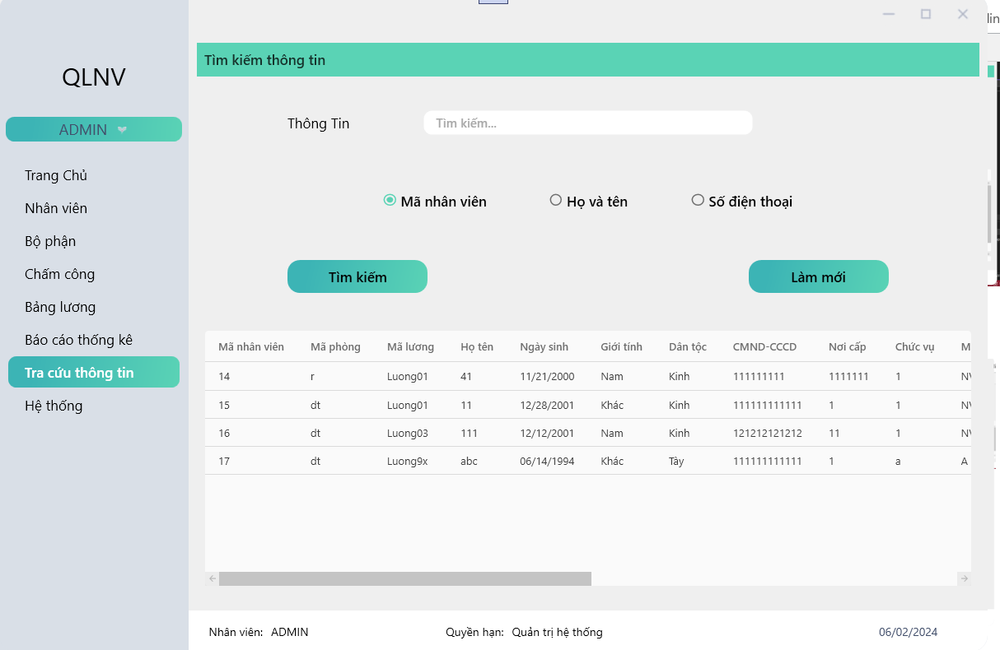 QLNV
ADMIN
Trang Chủ
Nhân viên
Bộ phận
Chấm công
Bảng lương
Báo cáo thống kê
Tra cứu thông tin
Hệ thống
Tìm kiếm thông tin
Thông Tin Tìm kiếm...
Mã nhân viên Họ và tên Số điện thoại
Tìm kiếm Làm mới
Mã nhân viên Mã phòng Mã lương Họ tên Ngày sinh Giới tính Dân tộc CMND-CCCD Nơi cấp Chức vụ M
14 r Luong01 41 11/21/2000 Nam Kinh 111111111 1111111 1 NV
15 dt Luong01 11 12/28/2001 Khác Kinh 111111111111 1 1 NV
16 dt Luong03 111 12/12/2001 Nam Kinh 121212121212 11 1 NV
17 dt Luong9x abc 06/14/1994 Khác Tày 111111111111 1 a A
Nhân viên: ADMIN Quyền hạn: Quản trị hệ thống 06/02/2024